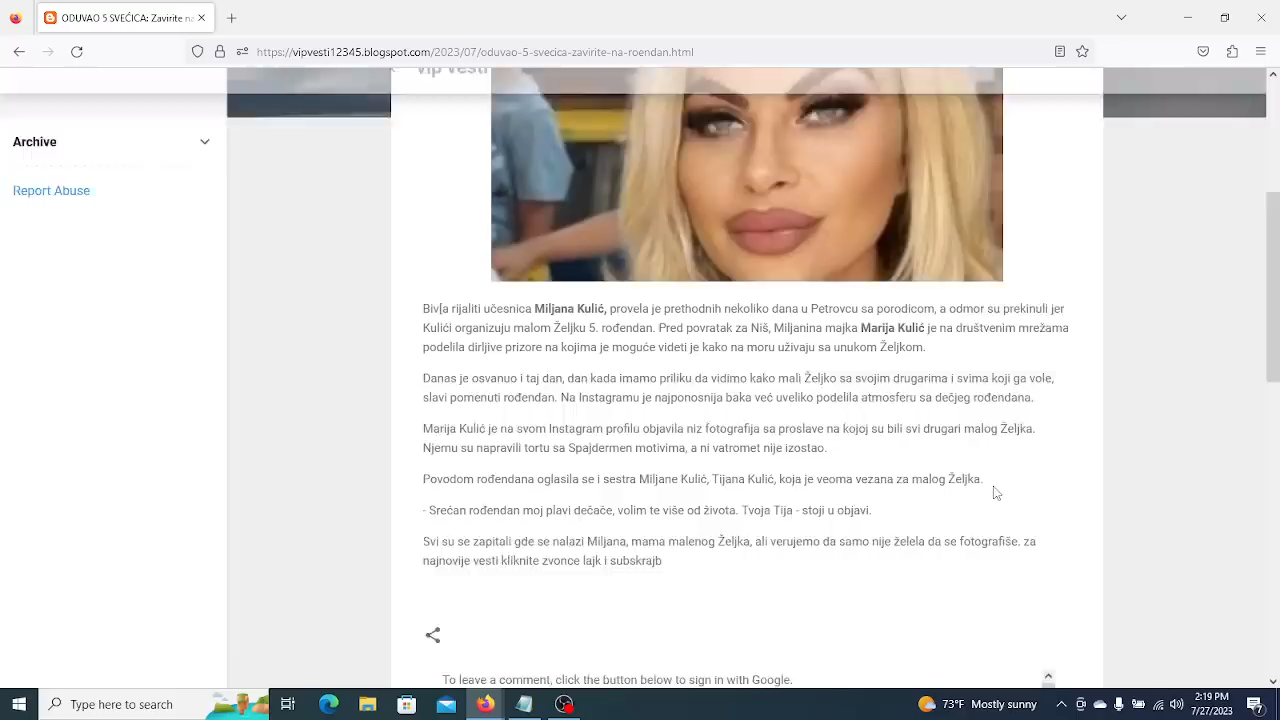 ODUVAO 5 SVEĆICA: Zavirite na
https://vipvesti12345.blogspot.com/2023/07/oduvao-5-svecica-zavirite-na-roendan.html
Vip vesti
Archive
Report Abuse
Biv[a rijaliti učesnica Miljana Kulić, provela je prethodnih nekoliko dana u Petrovcu sa porodicom, a odmor su prekinuli jer
Kulići organizuju malom Željku 5. rođendan. Pred povratak za Niš, Miljanina majka Marija Kulić je na društvenim mrežama
podelila dirljive prizore na kojima je moguće videti je kako na moru uživaju sa unukom Željkom.
Danas je osvanuo i taj dan, dan kada imamo priliku da vidimo kako mali Željko sa svojim drugarima i svima koji ga vole,
slavi pomenuti rođendan. Na Instagramu je najponosnija baka već uveliko podelila atmosferu sa dečjeg rođendana.
Marija Kulić je na svom Instagram profilu objavila niz fotografija sa proslave na kojoj su bili svi drugari malog Željka.
Njemu su napravili tortu sa Spajdermen motivima, a ni vatromet nije izostao.
Povodom rođendana oglasila se i sestra Miljane Kulić, Tijana Kulić, koja je veoma vezana za malog Željka.
- Srećan rođendan moj plavi dečače, volim te više od života. Tvoja Tija - stoji u objavi.
Svi su se zapitali gde se nalazi Miljana, mama malenog Željka, ali verujemo da samo nije želela da se fotografiše. za
najnovije vesti kliknite zvonce lajk i subskrajb
To leave a comment, click the button below to sign in with Google.
Type here to search
73°F Mostly sunny
2:19 PM
7/27/2023